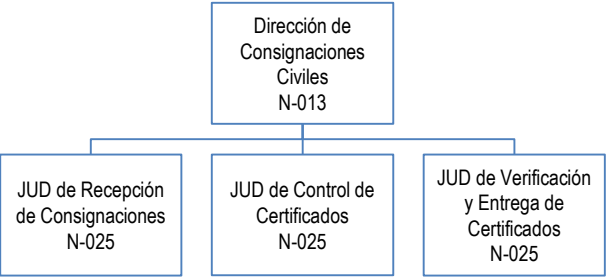 Dirección de
Consignaciones
Civiles
N-013
JUD de Recepción
de Consignaciones
N-025
JUD de Control de
Certificados
N-025
JUD de Verificación
y Entrega de
Certificados
N-025